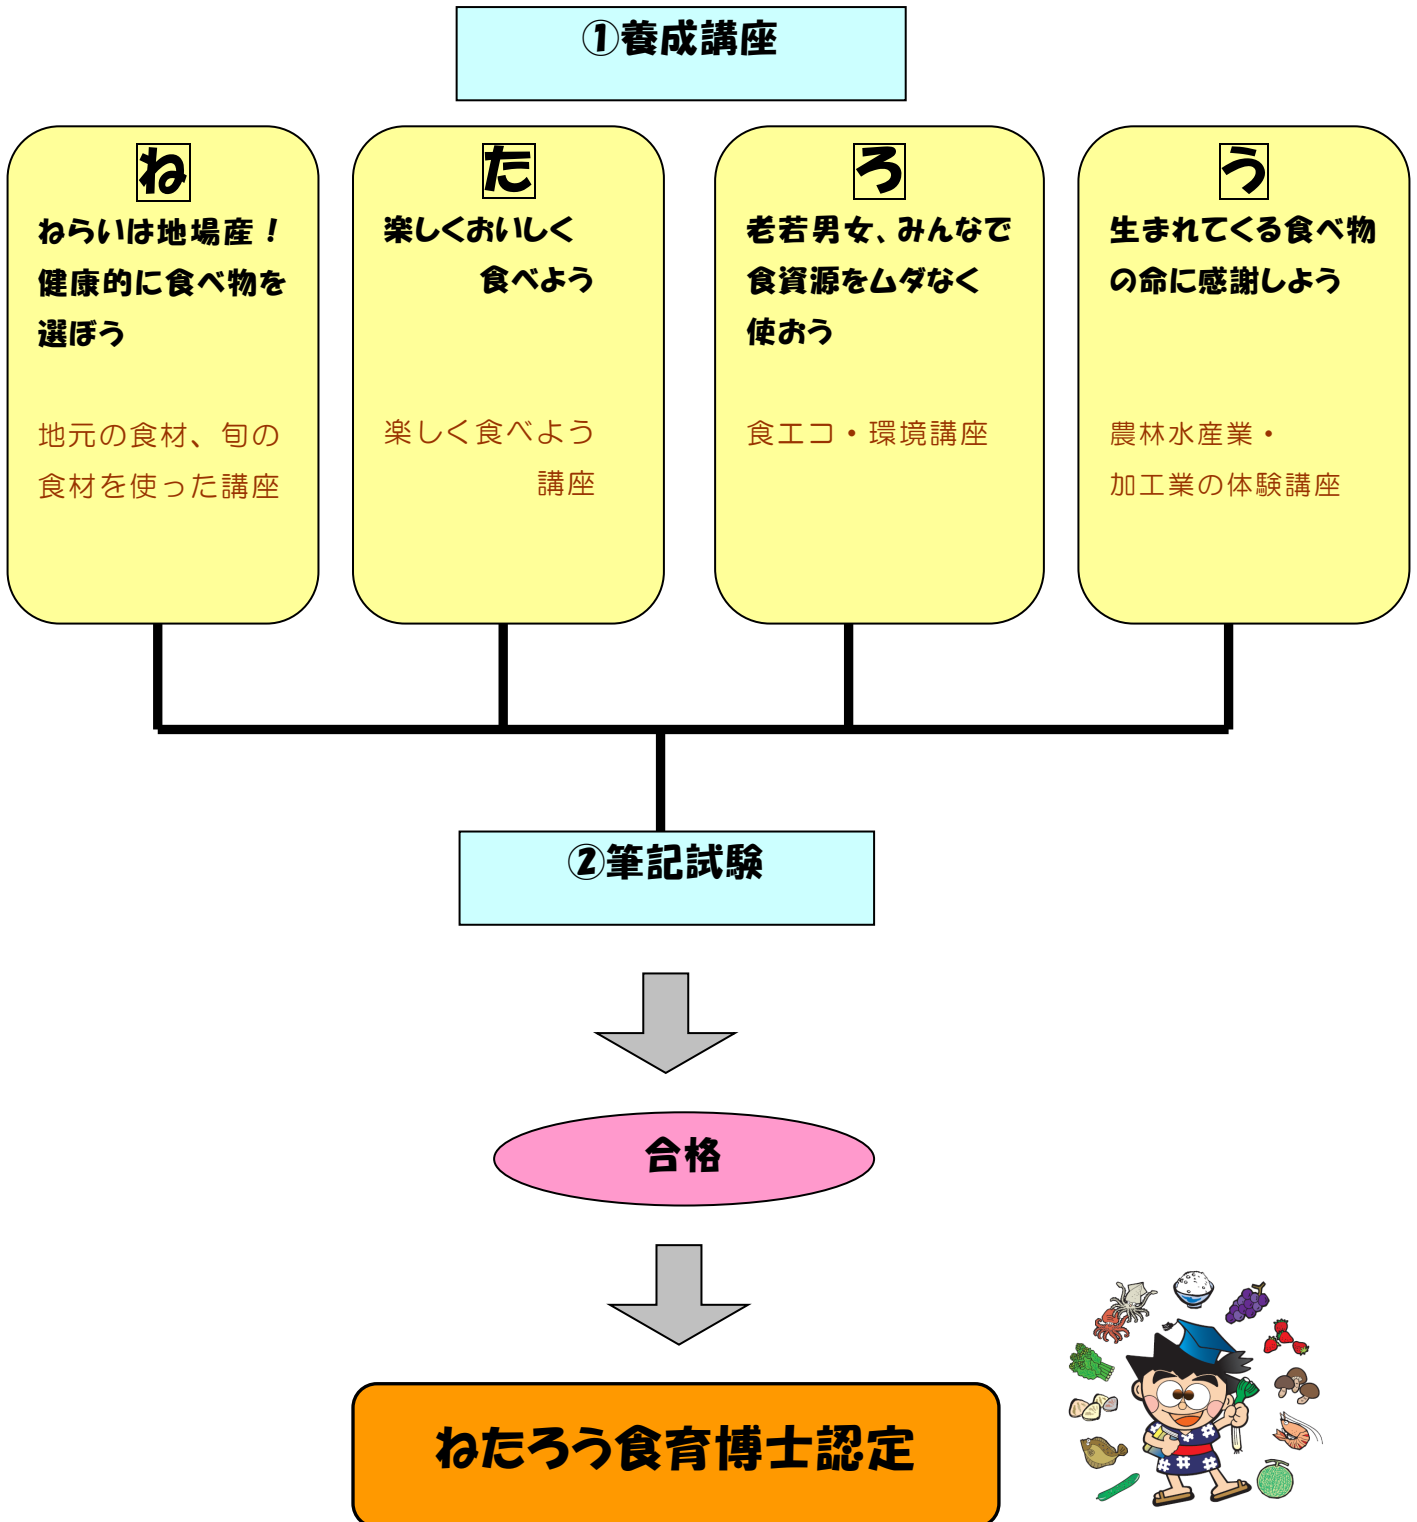 ①養成講座
ね
ねらいは地場産！
健康的に食べ物を
選ぼう
地元の食材、旬の
食材を使った講座
た
楽しくおいしく
食べよう
楽しく食べよう
講座
ろ
老若男女、みんなで
食資源をムダなく
使おう
食エコ・環境講座
う
生まれてくる食べ物
の命に感謝しよう
農林水産業・
加工業の体験講座
②筆記試験
合格
ねたろう食育博士認定